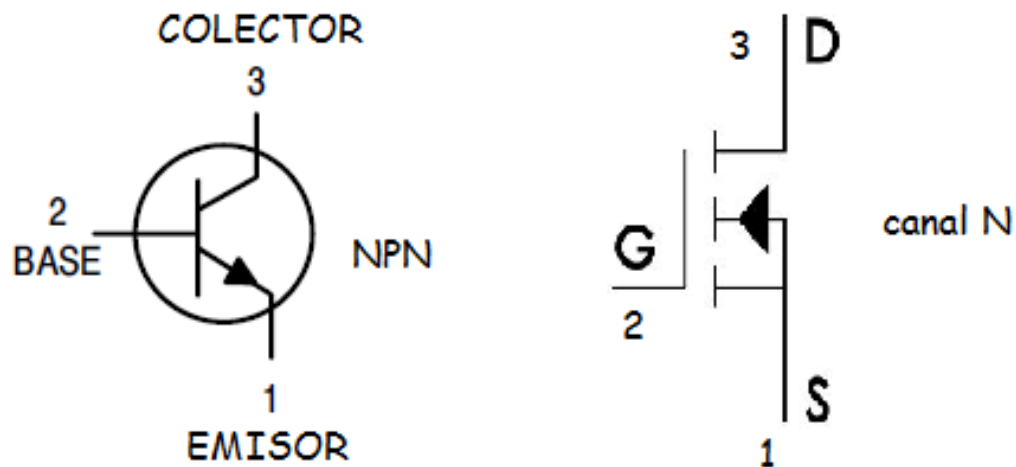 COLECTOR
3
2
BASE
NPN
1
EMISOR
3 D
G
2
canal N
S
1